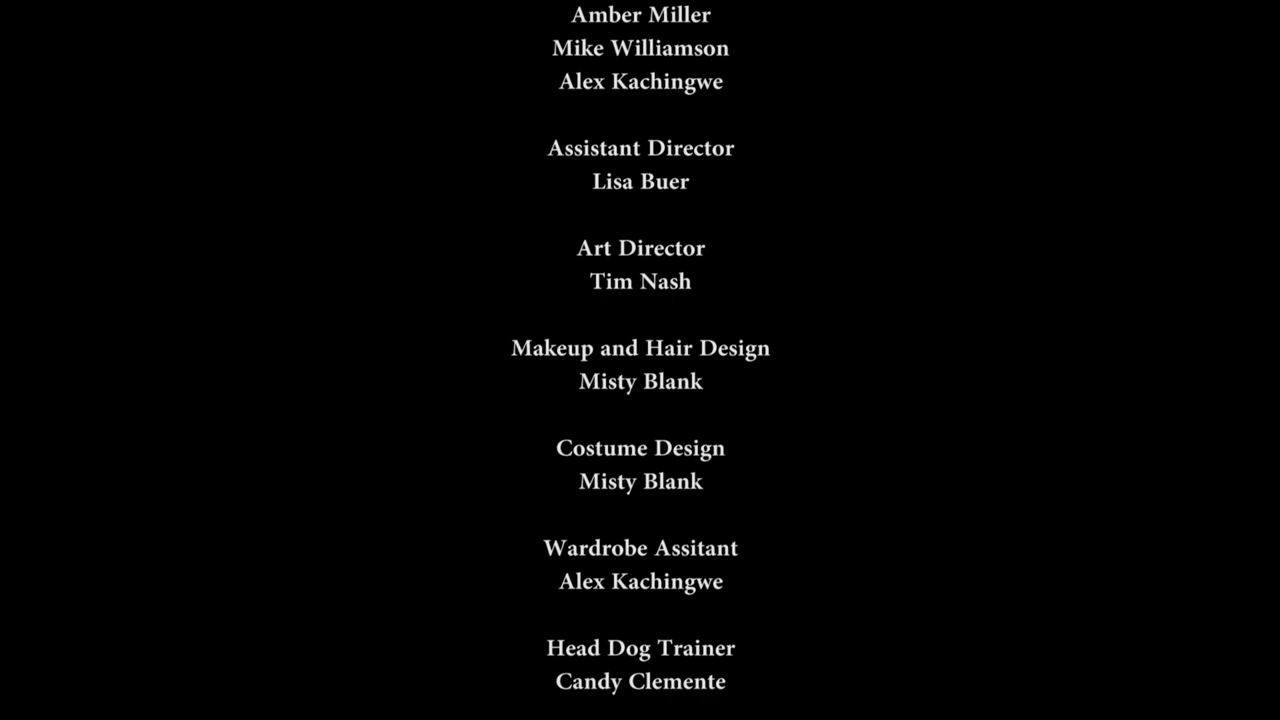 Amber Miller
Mike Williamson
Alex Kachingwe
Assistant Director
Lisa Buer
Art Director
Tim Nash
Makeup and Hair Design
Misty Blank
Costume Design
Misty Blank
Wardrobe Assitant
Alex Kachingwe
Head Dog Trainer
Candy Clemente